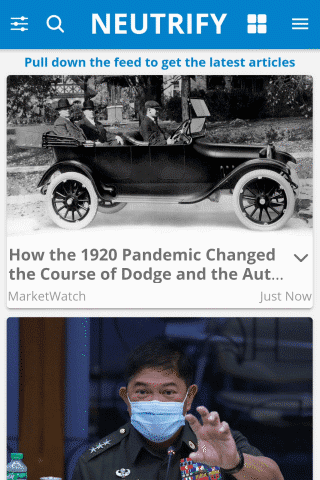 NEUTRIFY
Pull down the feed to get the latest articles
How the 1920 Pandemic Changed
the Course of Dodge and the Aut...
MarketWatch Just Now